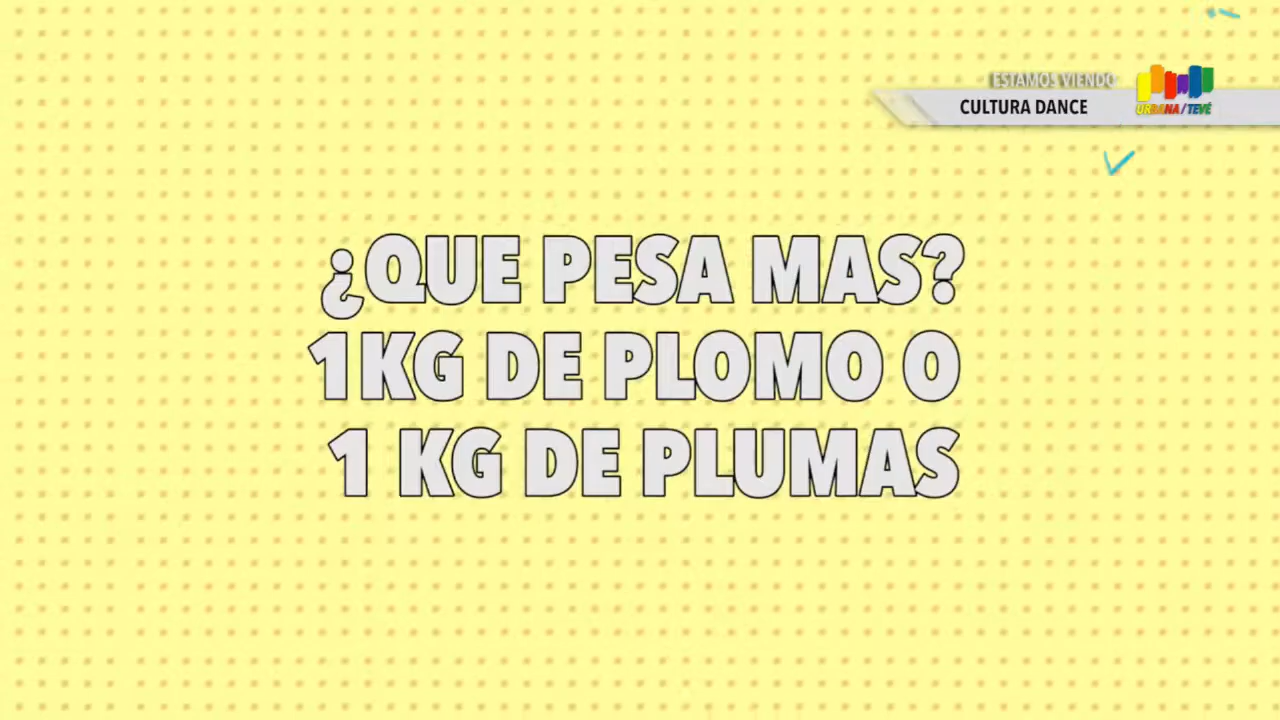 ESTAMOS VIENDO
CULTURA DANCE
URBANA/TEVÉ
¿QUE PESA MAS?
1KG DE PLOMO O
1 KG DE PLUMAS